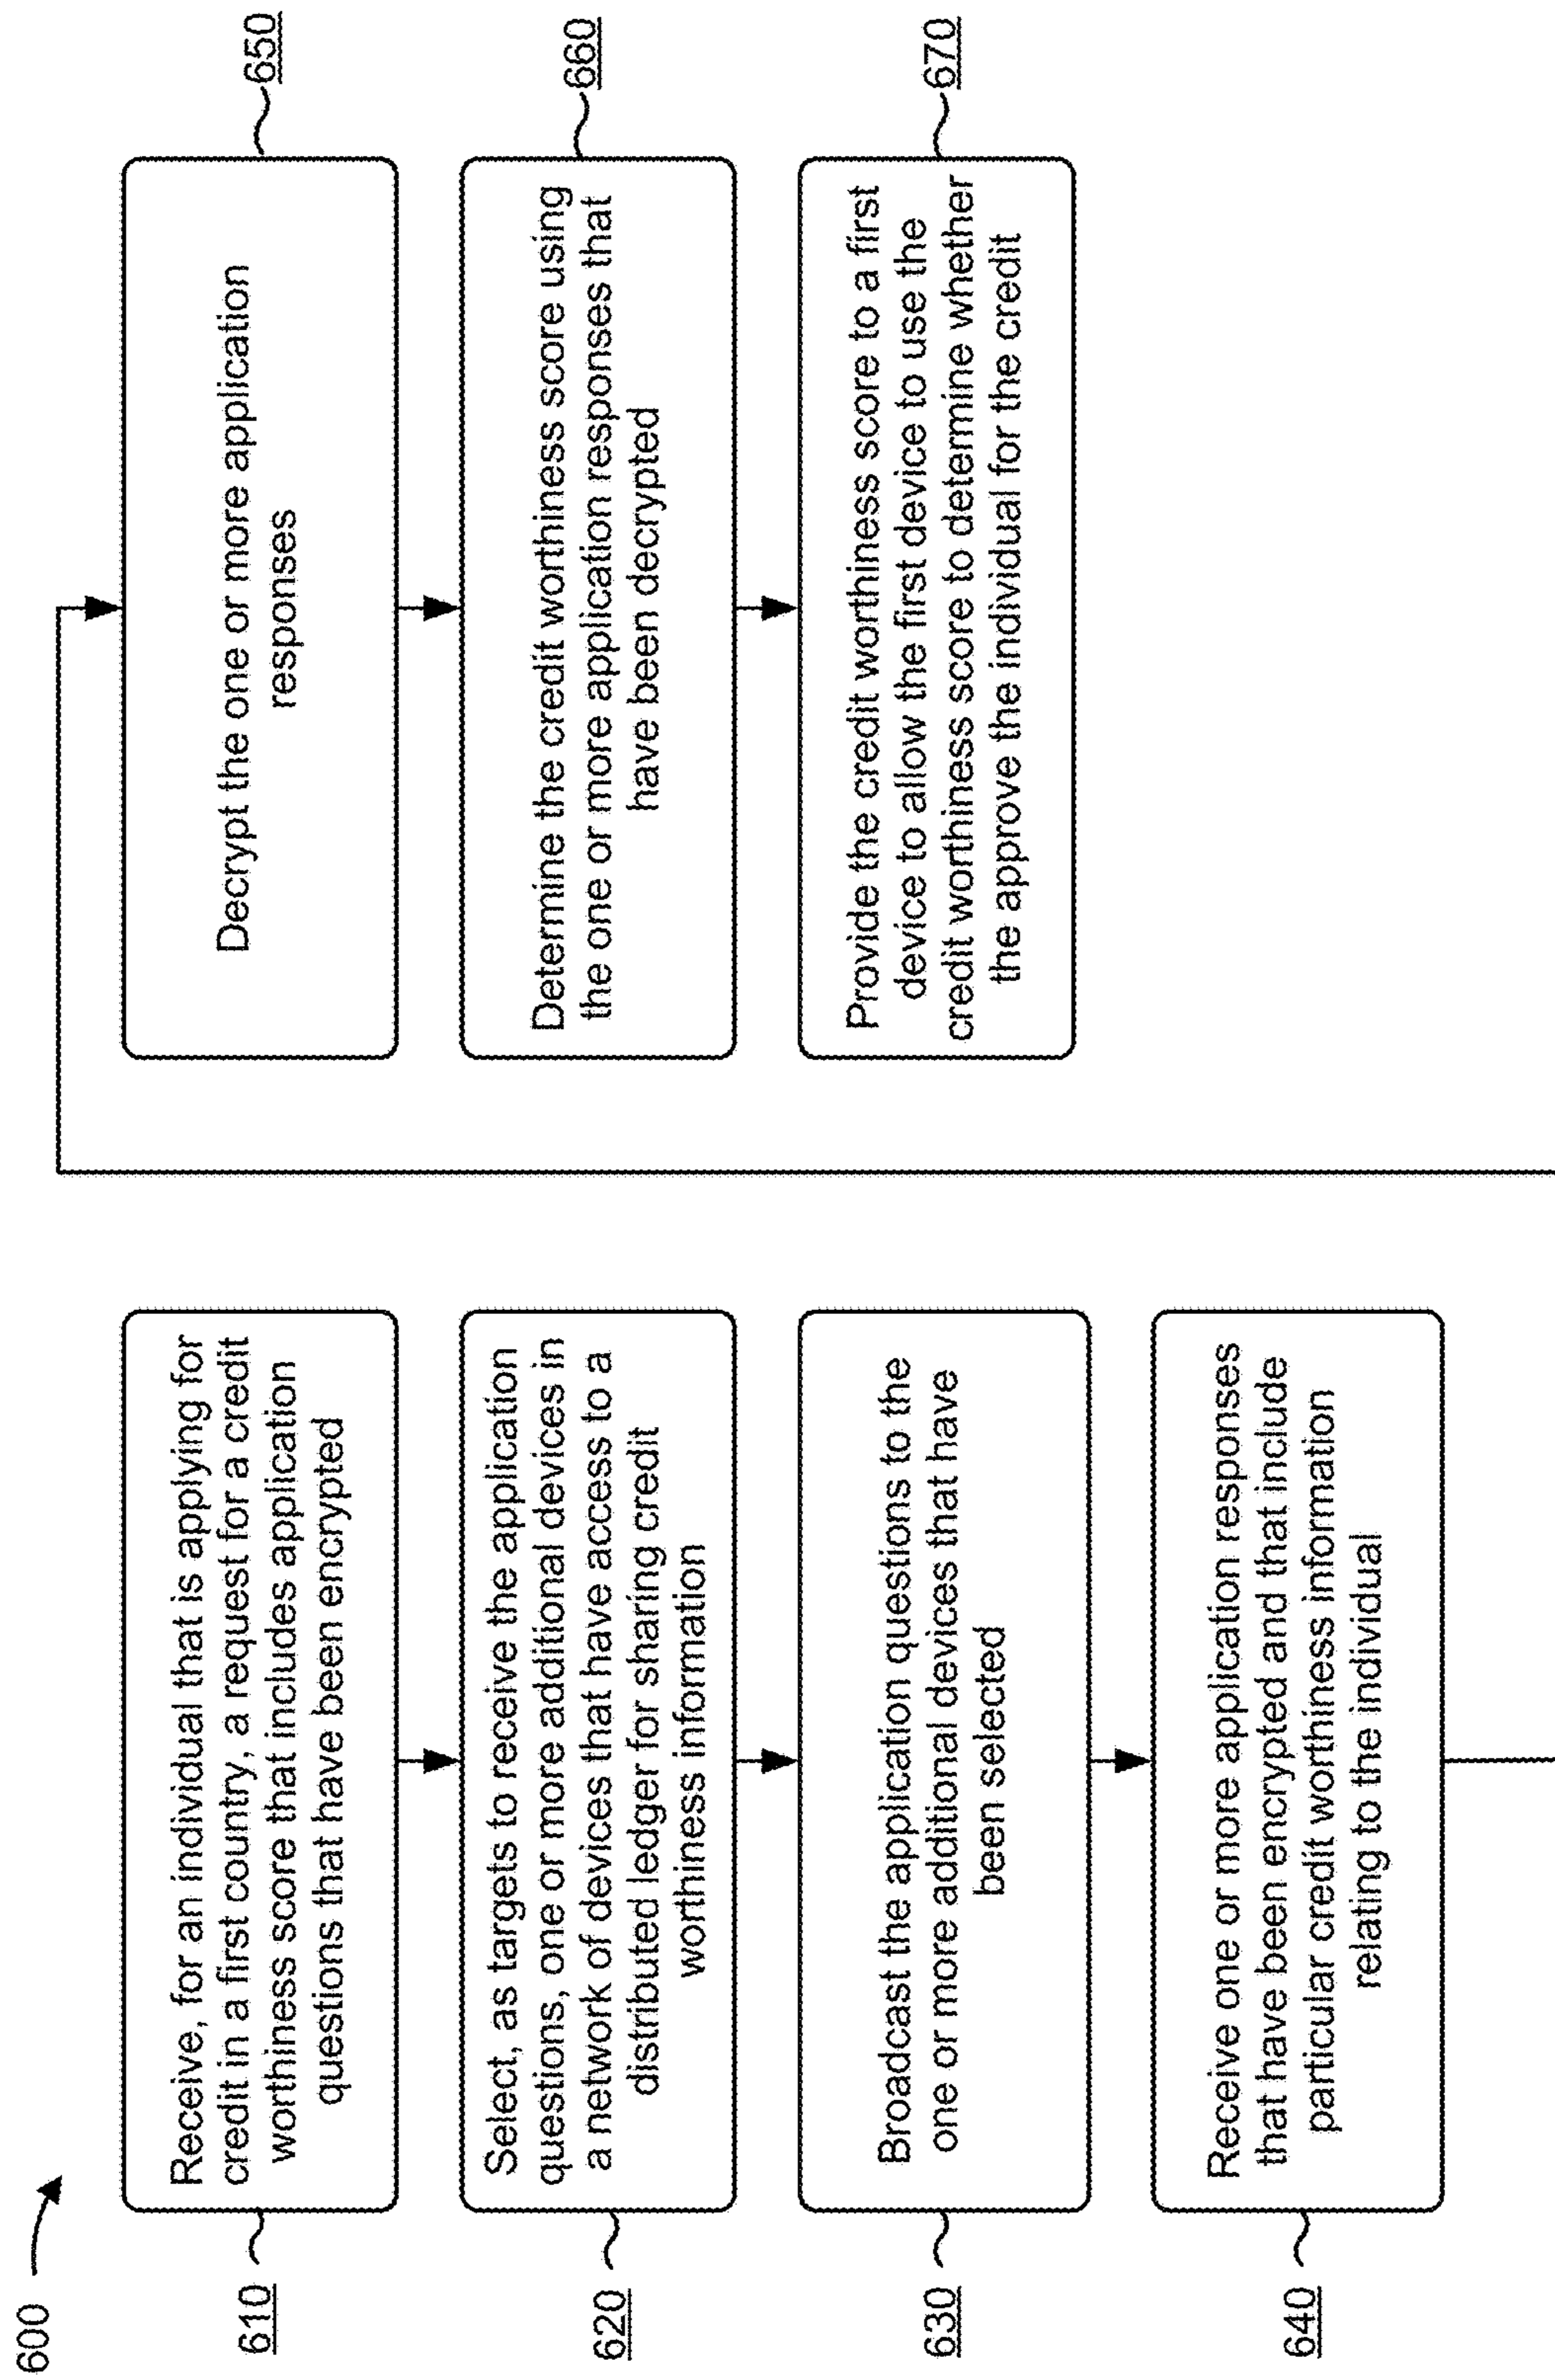 600
610
Receive, for an individual that is applying for
credit in a first country, a request for a credit
worthiness score that includes application
questions that have been encrypted
620
Select, as targets to receive the application
questions, one or more additional devices in
a network of devices that have access to a
distributed ledger for sharing credit
worthiness information
630
Broadcast the application questions to the
one or more additional devices that have
been selected
640
Receive one or more application responses
that have been encrypted and that include
particular credit worthiness information
relating to the individual
650
Decrypt the one or more application
responses
660
Determine the credit worthiness score using
the one or more application responses that
have been decrypted
670
Provide the credit worthiness score to a first
device to allow the first device to use the
credit worthiness score to determine whether
the approve the individual for the credit